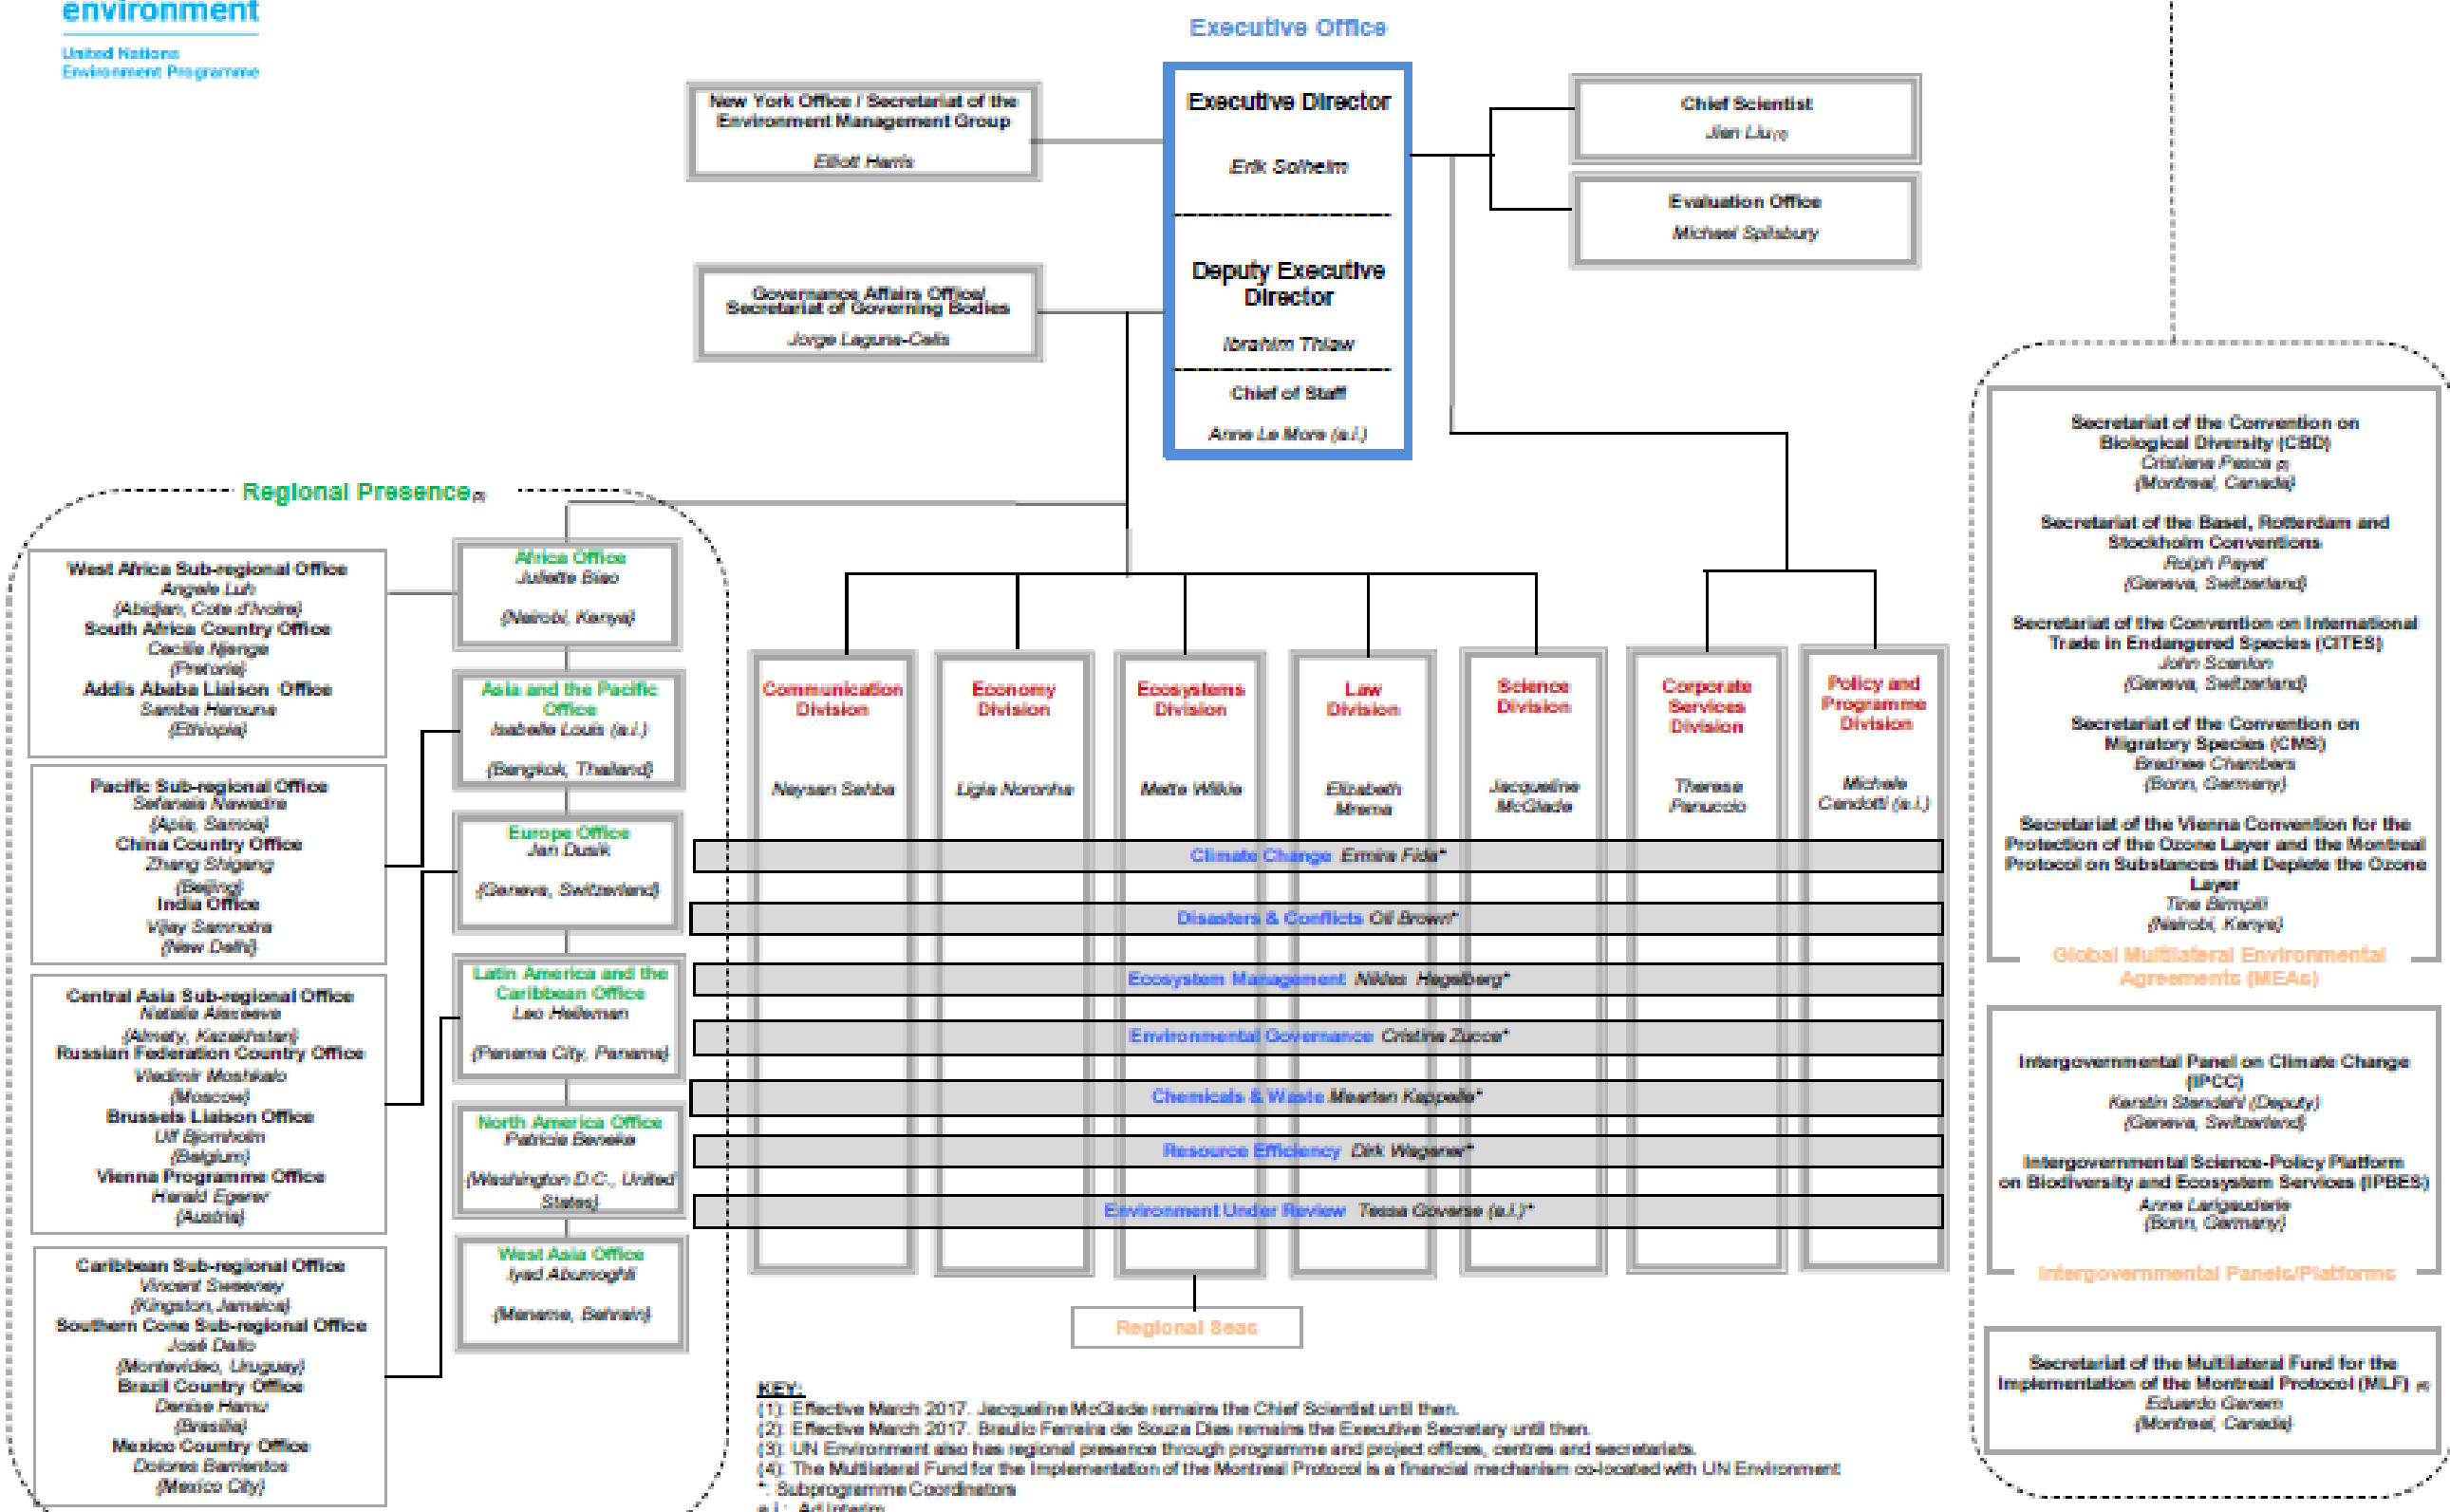 environment
United Nations
Environment Programme
Executive Office
New York Office / Secretariat of the
Environment Management Group
Elliott Harris
Executive Director
Erik Solheim
Deputy Executive
Director
Ibrahim Thiaw
Chief of Staff
Anne Le More (a.i.)
Chief Scientist
Jian Liu (1)
Evaluation Office
Michael Spilsbury
Governance Affairs Office/
Secretariat of Governing Bodies
Jorge Laguna-Celis
Regional Presence (3)
West Africa Sub-regional Office
Angele Luh
(Abidjan, Cote d'Ivoire)
South Africa Country Office
Cecilia Njenge
(Pretoria)
Addis Ababa Liaison Office
Samba Harouna
(Ethiopia)
Pacific Sub-regional Office
Sefanaia Nawadra
(Apia, Samoa)
China Country Office
Zhang Shigang
(Beijing)
India Office
Vijay Samnotra
(New Delhi)
Central Asia Sub-regional Office
Natalia Alexeeva
(Almaty, Kazakhstan)
Russian Federation Country Office
Vladimir Moshkalo
(Moscow)
Brussels Liaison Office
Ulf Bjornholm
(Belgium)
Vienna Programme Office
Harald Egerer
(Austria)
Caribbean Sub-regional Office
Vincent Sweeney
(Kingston, Jamaica)
Southern Cone Sub-regional Office
José Dallo
(Montevideo, Uruguay)
Brazil Country Office
Denise Hamu
(Brasilia)
Mexico Country Office
Dolores Barrientos
(Mexico City)
Africa Office
Juliette Biao
(Nairobi, Kenya)
Asia and the Pacific
Office
Isabelle Louis (a.i.)
(Bangkok, Thailand)
Europe Office
Jan Dusik
(Geneva, Switzerland)
Latin America and the
Caribbean Office
Leo Heileman
(Panama City, Panama)
North America Office
Patricia Beneke
(Washington D.C., United
States)
West Asia Office
Iyad Abumoghli
(Manama, Bahrain)
Communication
Division
Naysan Sahba
Economy
Division
Ligia Noronha
Ecosystems
Division
Mette Wilkie
Law
Division
Elizabeth
Mrema
Science
Division
Jacqueline
McGlade
Corporate
Services
Division
Theresa
Panuccio
Policy and
Programme
Division
Michele
Candotti (a.i.)
Climate Change Ermira Fida*
Disasters & Conflicts Oli Brown*
Ecosystem Management Niklas Hagelberg*
Environmental Governance Cristina Zucca*
Chemicals & Waste Maarten Kappelle*
Resource Efficiency Dirk Wagener*
Environment Under Review Tessa Goverse (a.i.)*
Regional Seas
KEY:
(1): Effective March 2017. Jacqueline McGlade remains the Chief Scientist until then.
(2): Effective March 2017. Braulio Ferreira de Souza Dias remains the Executive Secretary until then.
(3): UN Environment also has regional presence through programme and project offices, centres and secretariats.
(4): The Multilateral Fund for the Implementation of the Montreal Protocol is a financial mechanism co-located with UN Environment
*: Subprogramme Coordinators
a.i.: Ad Interim
Secretariat of the Convention on
Biological Diversity (CBD)
Cristiana Pasca (2)
(Montreal, Canada)
Secretariat of the Basel, Rotterdam and
Stockholm Conventions
Rolph Payet
(Geneva, Switzerland)
Secretariat of the Convention on International
Trade in Endangered Species (CITES)
John Scanlon
(Geneva, Switzerland)
Secretariat of the Convention on
Migratory Species (CMS)
Bradnee Chambers
(Bonn, Germany)
Secretariat of the Vienna Convention for the
Protection of the Ozone Layer and the Montreal
Protocol on Substances that Deplete the Ozone
Layer
Tina Birmpili
(Nairobi, Kenya)
Global Multilateral Environmental
Agreements (MEAs)
Intergovernmental Panel on Climate Change
(IPCC)
Kerstin Stendahl (Deputy)
(Geneva, Switzerland)
Intergovernmental Science-Policy Platform
on Biodiversity and Ecosystem Services (IPBES)
Anne Larigauderie
(Bonn, Germany)
Intergovernmental Panels/Platforms
Secretariat of the Multilateral Fund for the
Implementation of the Montreal Protocol (MLF) (4)
Eduardo Ganem
(Montreal, Canada)